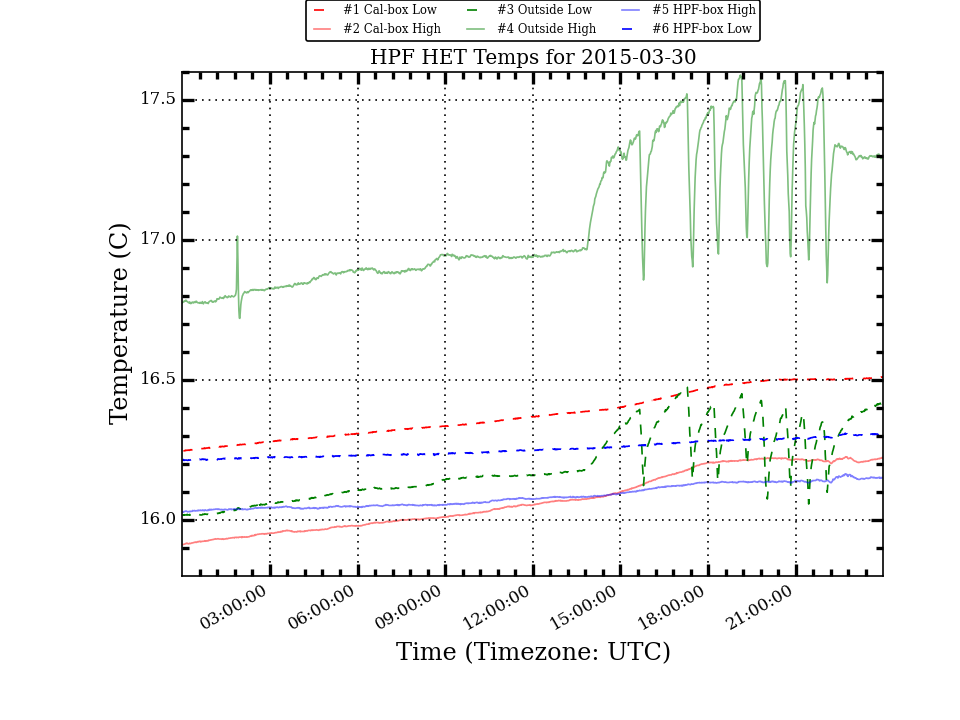 #1 Cal-box Low #3 Outside Low #5 HPF-box High
#2 Cal-box High #4 Outside High #6 HPF-box Low
HPF HET Temps for 2015-03-30
17.5
17.0
16.5
16.0
Temperature (C)
03:00:00 06:00:00 09:00:00 12:00:00 15:00:00 18:00:00 21:00:00
Time (Timezone: UTC)